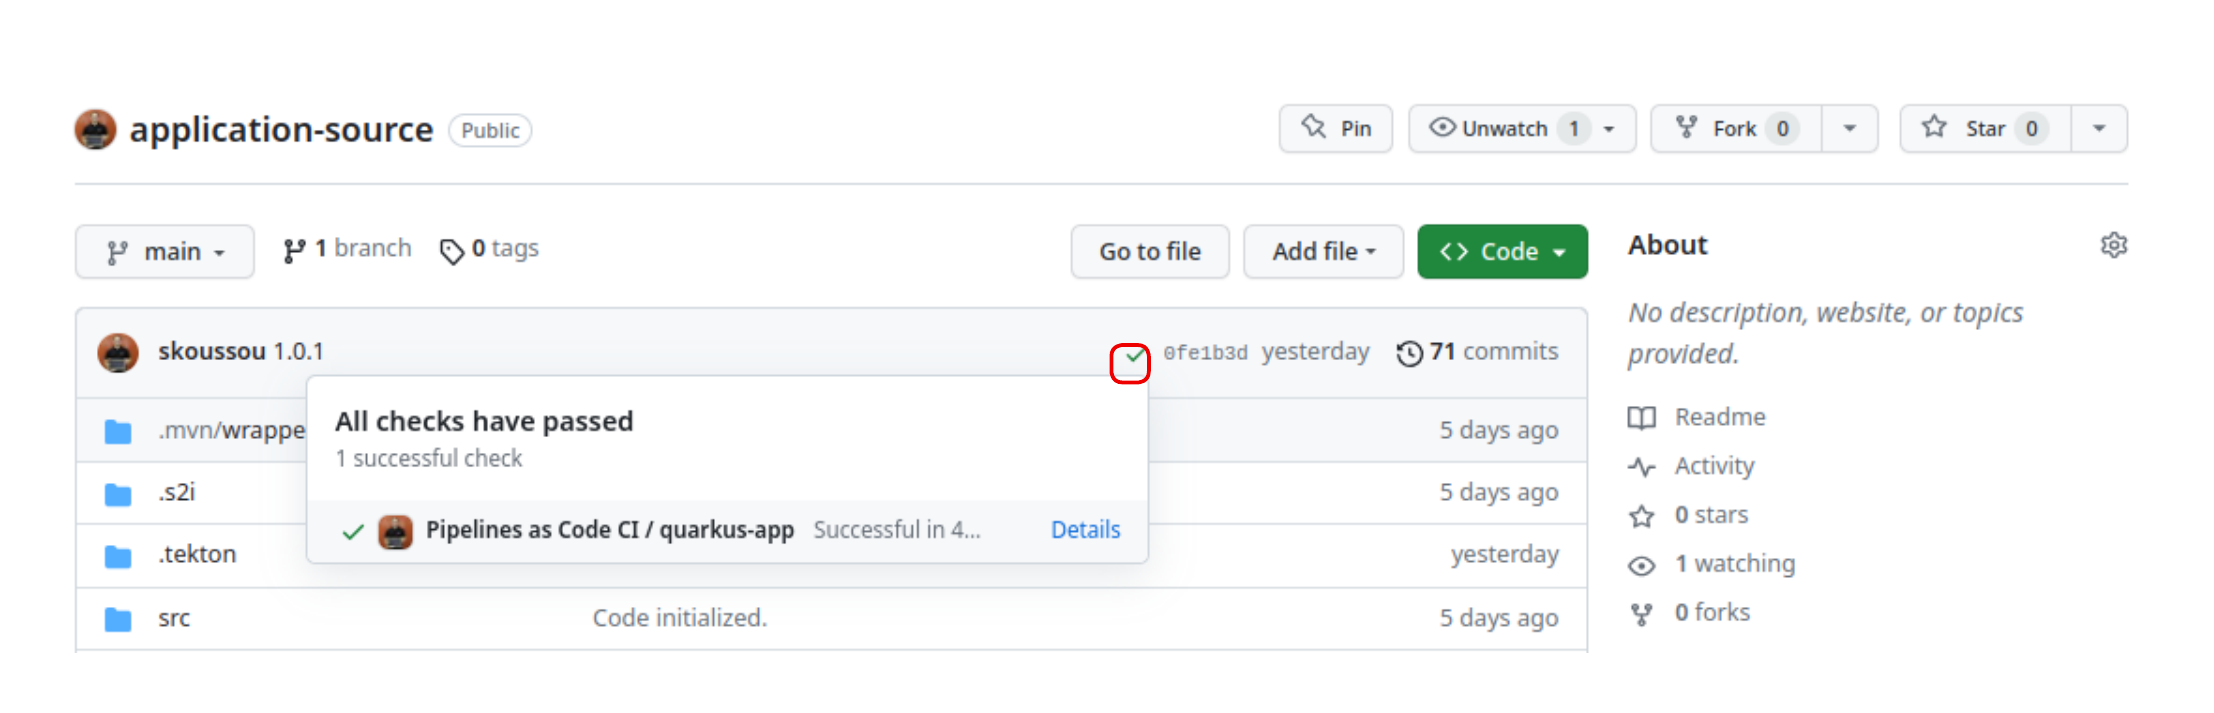 application-source Public Pin Unwatch 1 Fork 0 Star 0
main 1 branch 0 tags Go to file Add file Code
skoussou 1.0.1 0fe1b3d yesterday 71 commits
All checks have passed
1 successful check
Pipelines as Code CI / quarkus-app Successful in 4... Details
.mvn/wrappe 5 days ago
.s2i 5 days ago
.tekton yesterday
src Code initialized. 5 days ago
About
No description, website, or topics
provided.
Readme
Activity
0 stars
1 watching
0 forks